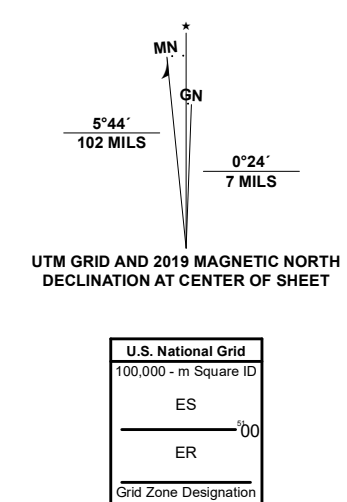 MN
GN
5°44´
102 MILS
0°24´
7 MILS
UTM GRID AND 2019 MAGNETIC NORTH
DECLINATION AT CENTER OF SHEET
U.S. National Grid
100,000 - m Square ID
ES
51 00
ER
Grid Zone Designation